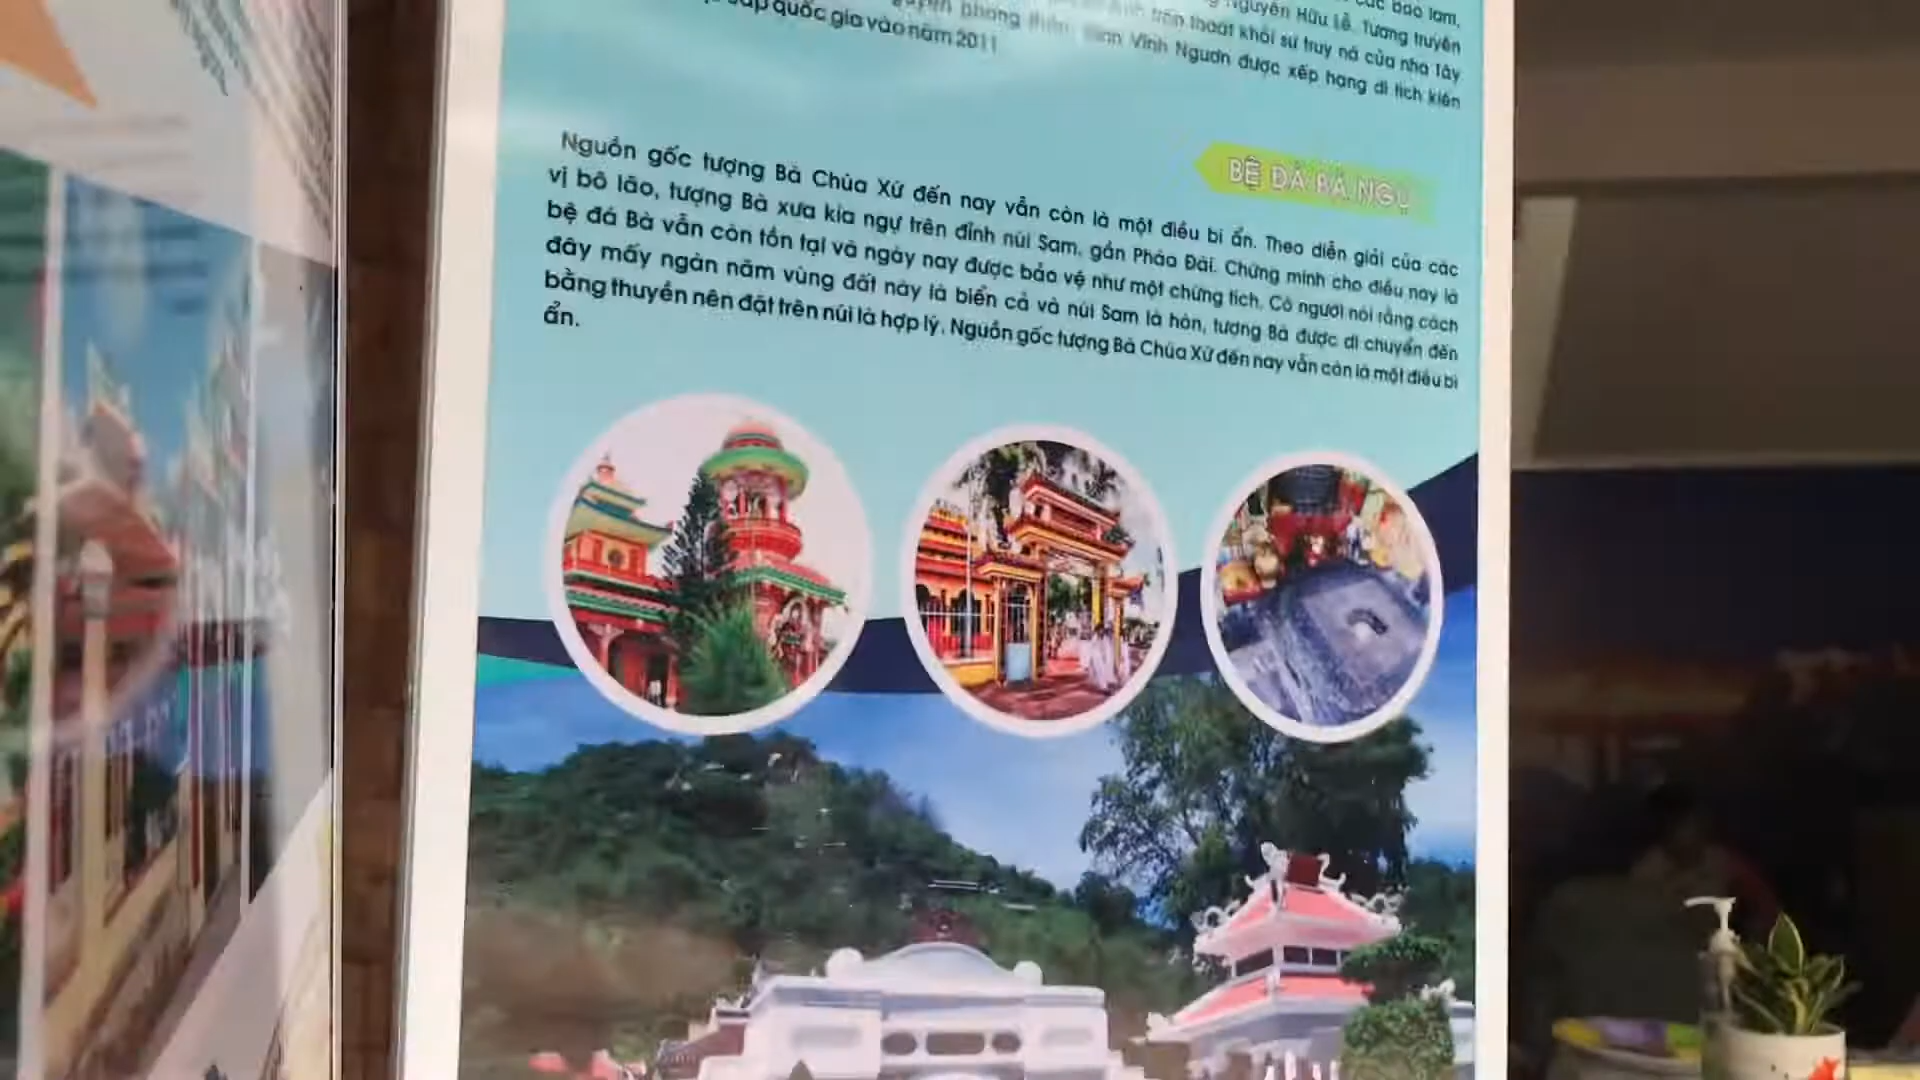 các bao lam,
Nguyễn Hữu Lễ. Tương truyền
trốn thoát khỏi sự truy nã của nhà Tây
phong thiên, đình Vĩnh Nguơn được xếp hạng di tích kiến
cấp quốc gia vào năm 2011
BỆ ĐÁ BÀ NGỰ
Nguồn gốc tượng Bà Chúa Xứ đến nay vẫn còn là một điều bí ẩn. Theo diễn giải của các
vị bô lão, tượng Bà xưa kia ngự trên đỉnh núi Sam, gần Pháo Đài. Chứng minh cho điều này là
bệ đá Bà vẫn còn tồn tại và ngày nay được bảo vệ như một chứng tích. Có người nói rằng cách
đây mấy ngàn năm vùng đất này là biển cả và núi Sam là hòn, tượng Bà được di chuyển đến
bằng thuyền nên đặt trên núi là hợp lý. Nguồn gốc tượng Bà Chúa Xứ đến nay vẫn còn là một điều bí
ẩn.